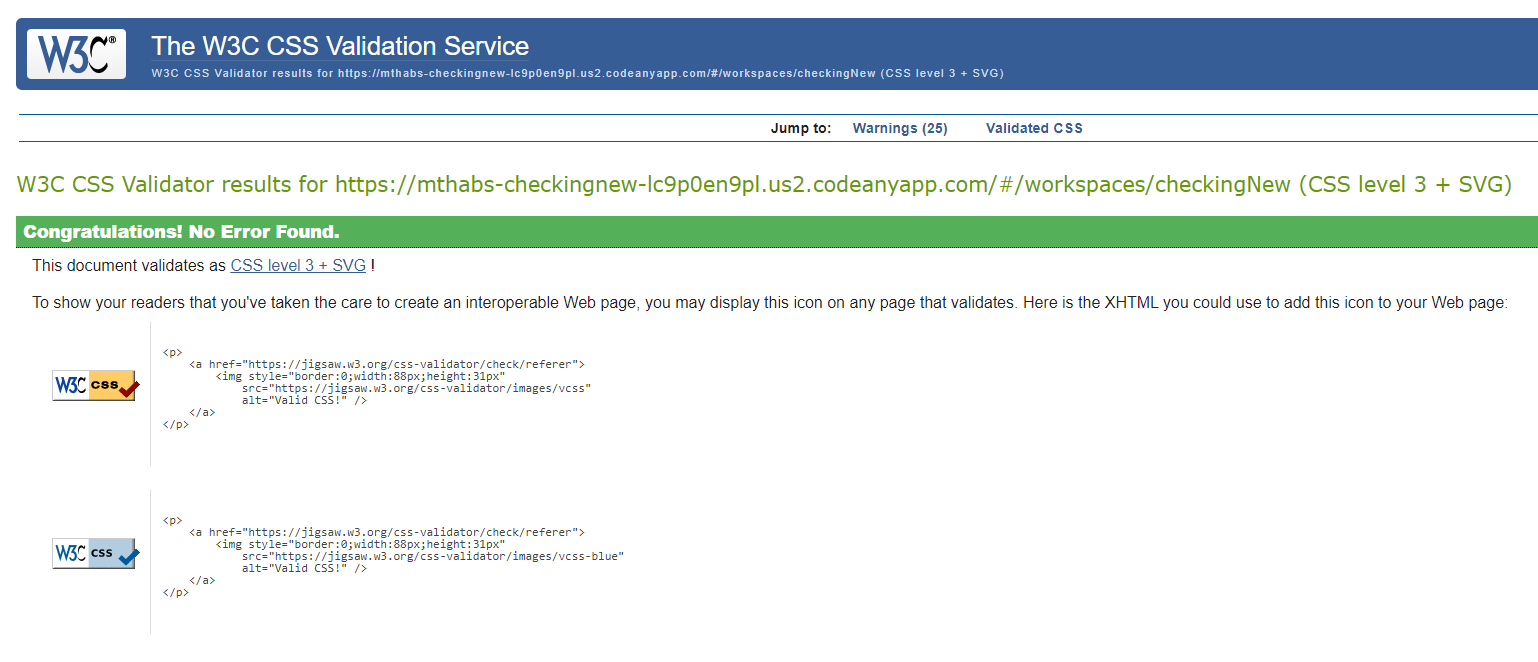 W3C®
The W3C CSS Validation Service
W3C CSS Validator results for https://mthabs-checkingnew-lc9p0en9pl.us2.codeanyapp.com/#/workspaces/checkingNew (CSS level 3 + SVG)
Jump to: Warnings (25) Validated CSS
W3C CSS Validator results for https://mthabs-checkingnew-lc9p0en9pl.us2.codeanyapp.com/#/workspaces/checkingNew (CSS level 3 + SVG)
Congratulations! No Error Found.
This document validates as CSS level 3 + SVG !
To show your readers that you've taken the care to create an interoperable Web page, you may display this icon on any page that validates. Here is the XHTML you could use to add this icon to your Web page:
W3C css
<p>
<a href="https://jigsaw.w3.org/css-validator/check/referer">
<img style="border:0;width:88px;height:31px"
src="https://jigsaw.w3.org/css-validator/images/vcss"
alt="Valid CSS!" />
</a>
</p>
W3C css
<p>
<a href="https://jigsaw.w3.org/css-validator/check/referer">
<img style="border:0;width:88px;height:31px"
src="https://jigsaw.w3.org/css-validator/images/vcss-blue"
alt="Valid CSS!" />
</a>
</p>